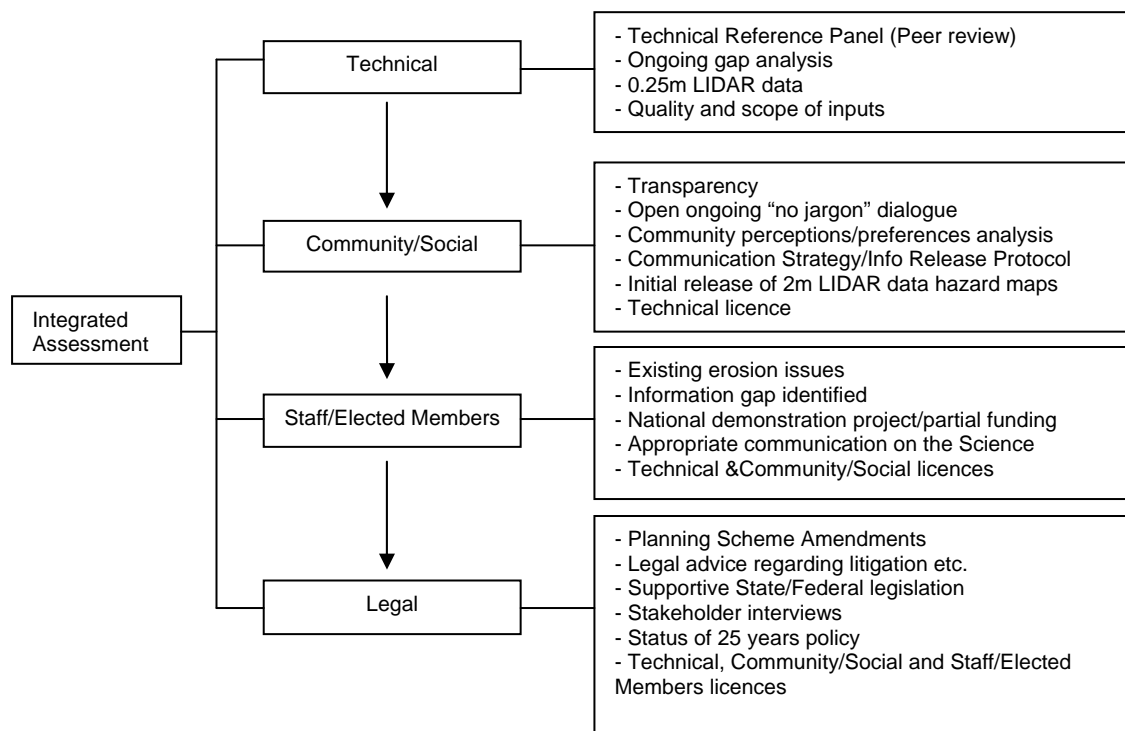 Technical
- Technical Reference Panel (Peer review)
- Ongoing gap analysis
- 0.25m LIDAR data
- Quality and scope of inputs
Community/Social
- Transparency
- Open ongoing “no jargon” dialogue
- Community perceptions/preferences analysis
- Communication Strategy/Info Release Protocol
- Initial release of 2m LIDAR data hazard maps
- Technical licence
Integrated
Assessment
Staff/Elected Members
- Existing erosion issues
- Information gap identified
- National demonstration project/partial funding
- Appropriate communication on the Science
- Technical &Community/Social licences
Legal
- Planning Scheme Amendments
- Legal advice regarding litigation etc.
- Supportive State/Federal legislation
- Stakeholder interviews
- Status of 25 years policy
- Technical, Community/Social and Staff/Elected
Members licences